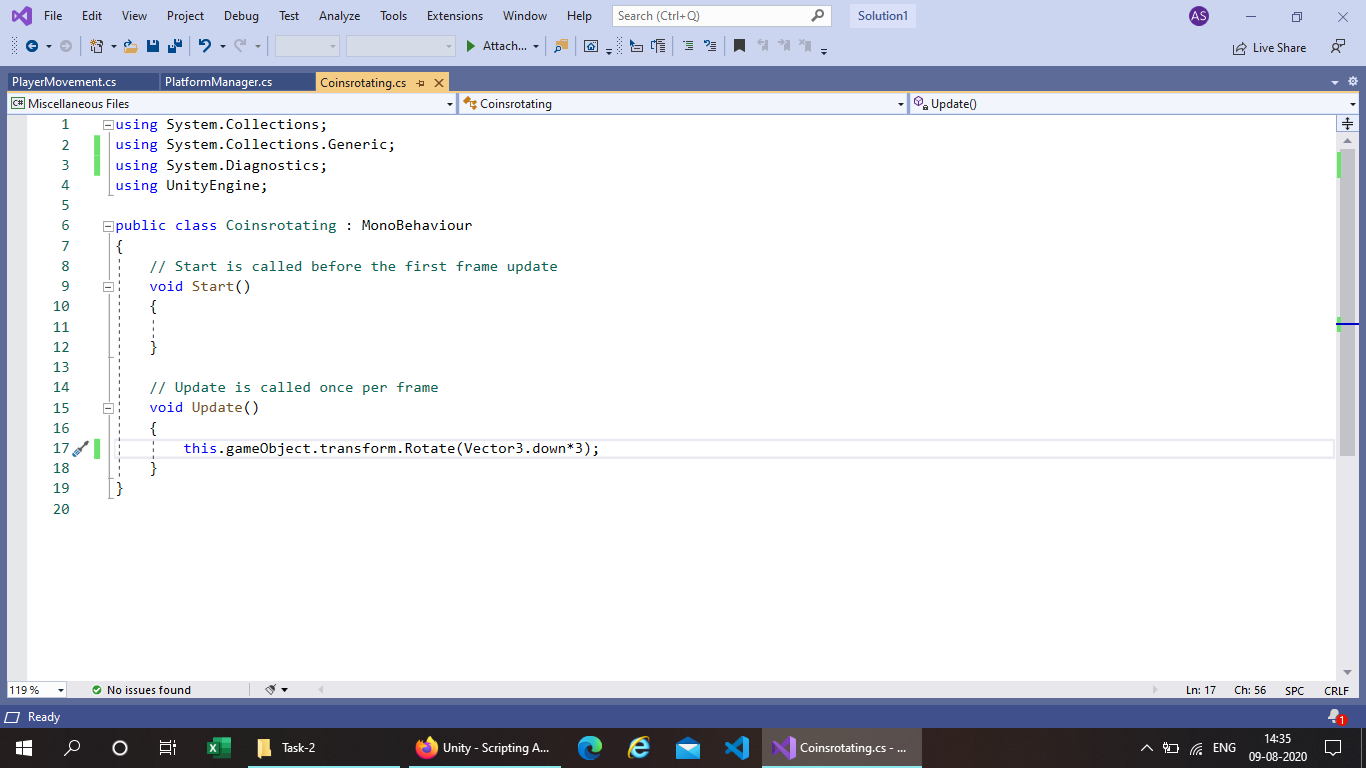 File Edit View Project Debug Test Analyze Tools Extensions Window Help Search (Ctrl+Q) Solution1 AS
Attach... Live Share
PlayerMovement.cs PlatformManager.cs Coinsrotating.cs
C# Miscellaneous Files Coinsrotating Update()
1 using System.Collections;
2 using System.Collections.Generic;
3 using System.Diagnostics;
4 using UnityEngine;
5
6 public class Coinsrotating : MonoBehaviour
7 {
8 // Start is called before the first frame update
9 void Start()
10 {
11
12 }
13
14 // Update is called once per frame
15 void Update()
16 {
17 this.gameObject.transform.Rotate(Vector3.down*3);
18 }
19 }
20
119 % No issues found Ln: 17 Ch: 56 SPC CRLF
Ready 1
Task-2 Unity - Scripting A... Coinsrotating.cs - ... ENG 14:35
09-08-2020